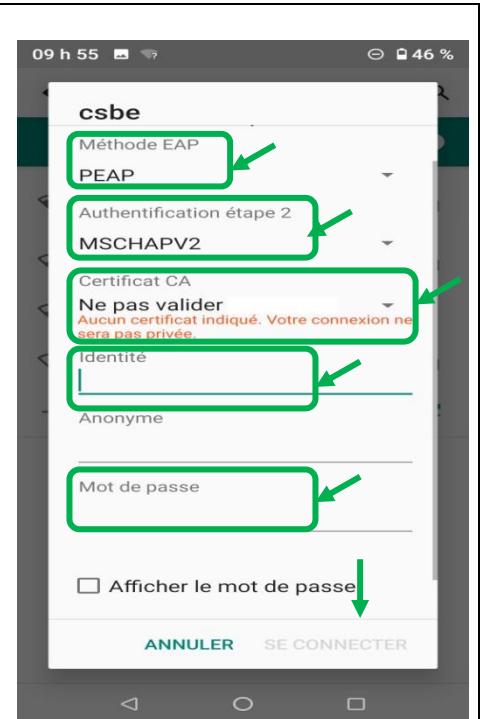 09 h 55 46 %
csbe
Méthode EAP
PEAP
Authentification étape 2
MSCHAPV2
Certificat CA
Ne pas valider
Aucun certificat indiqué. Votre connexion ne
sera pas privée.
Identité
Anonyme
Mot de passe
Afficher le mot de passe
ANNULER SE CONNECTER